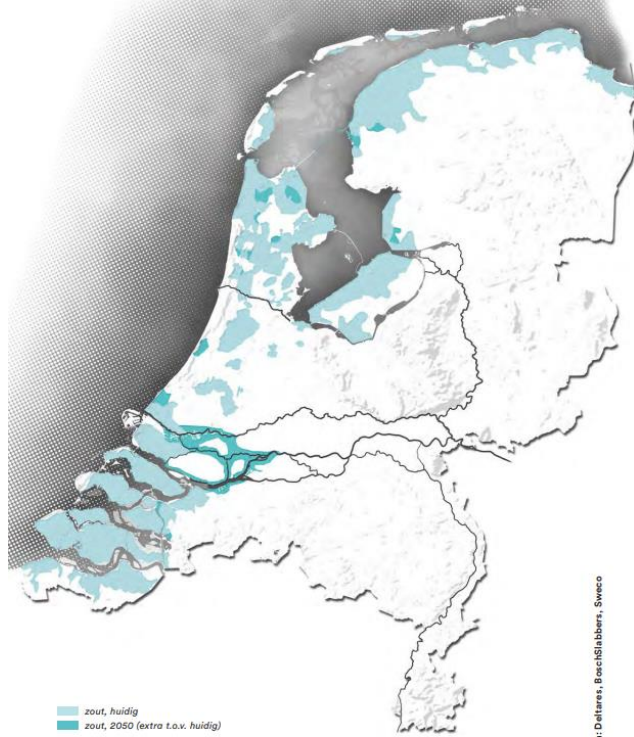 zout, huidig
zout, 2050 (extra t.o.v. huidig)
: Deltares, BoschSlabbers, Sweco